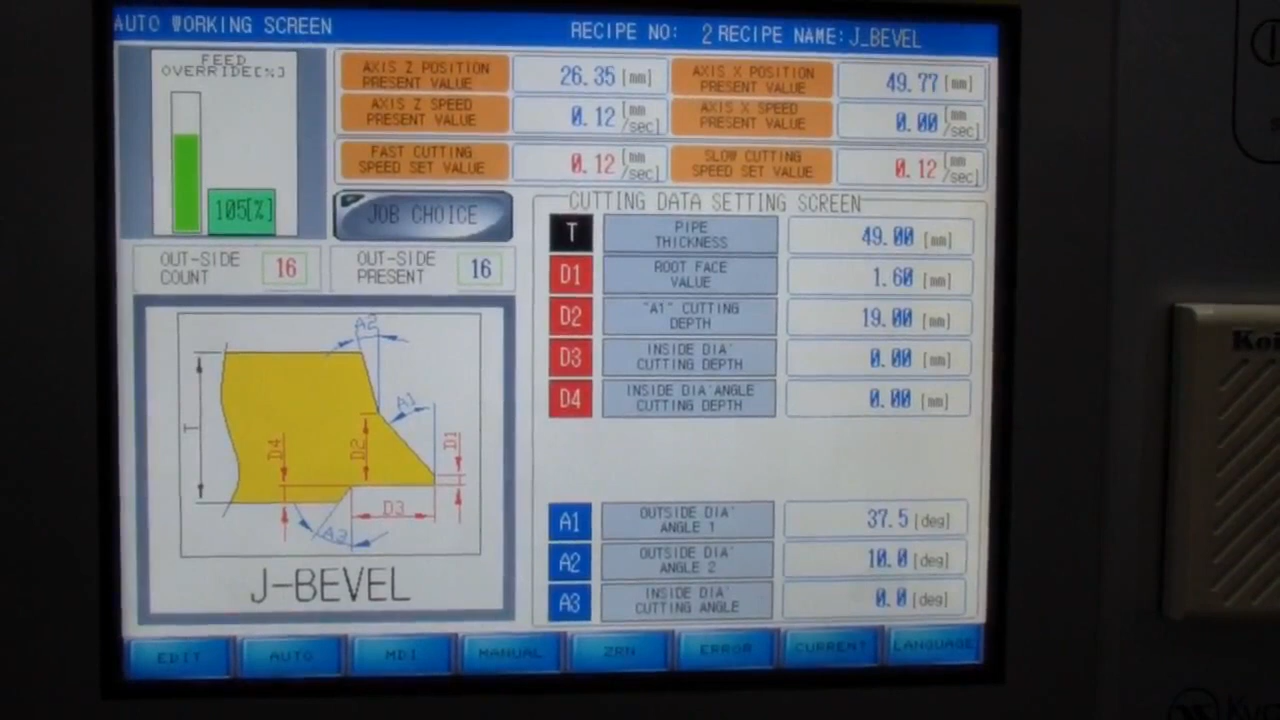 AUTO WORKING SCREEN
RECIPE NO: 2 RECIPE NAME: J_BEVEL
FEED
OVERRIDE[%]
105[%]
AXIS Z POSITION
PRESENT VALUE
26.35 [mm]
AXIS X POSITION
PRESENT VALUE
49.77 [mm]
AXIS Z SPEED
PRESENT VALUE
0.12 [mm/sec]
AXIS X SPEED
PRESENT VALUE
0.00 [mm/sec]
FAST CUTTING
SPEED SET VALUE
0.12 [mm/sec]
SLOW CUTTING
SPEED SET VALUE
0.12 [mm/sec]
JOB CHOICE
OUT-SIDE
COUNT
16
OUT-SIDE
PRESENT
16
CUTTING DATA SETTING SCREEN
T
PIPE
THICKNESS
49.00 [mm]
D1
ROOT FACE
VALUE
1.60 [mm]
D2
"A1" CUTTING
DEPTH
19.00 [mm]
D3
INSIDE DIA'
CUTTING DEPTH
0.00 [mm]
D4
INSIDE DIA'ANGLE
CUTTING DEPTH
0.00 [mm]
A1
OUTSIDE DIA'
ANGLE 1
37.5 [deg]
A2
OUTSIDE DIA'
ANGLE 2
10.0 [deg]
A3
INSIDE DIA'
CUTTING ANGLE
0.0 [deg]
A2
A1
T
D4
D2
D1
D3
A3
J-BEVEL
EDIT
AUTO
MDI
MANUAL
ZRN
ERROR
CURRENT
LANGUAGE